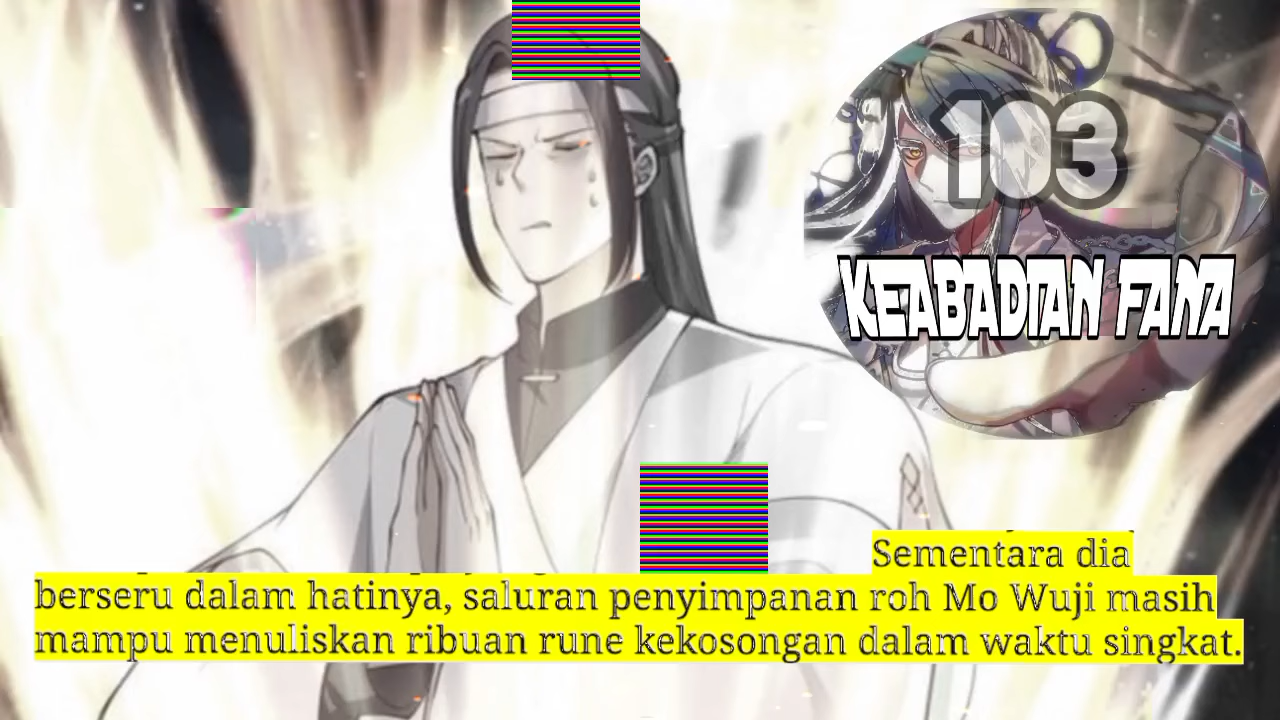 103
KEABADIAN FANA
Sementara dia
berseru dalam hatinya, saluran penyimpanan roh Mo Wuji masih
mampu menuliskan ribuan rune kekosongan dalam waktu singkat.